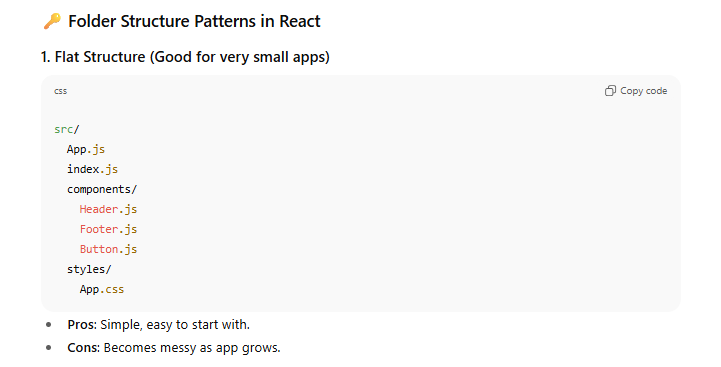 🔑 Folder Structure Patterns in React
1. Flat Structure (Good for very small apps)
css
Copy code
src/
  App.js
  index.js
  components/
    Header.js
    Footer.js
    Button.js
  styles/
    App.css
• Pros: Simple, easy to start with.
• Cons: Becomes messy as app grows.